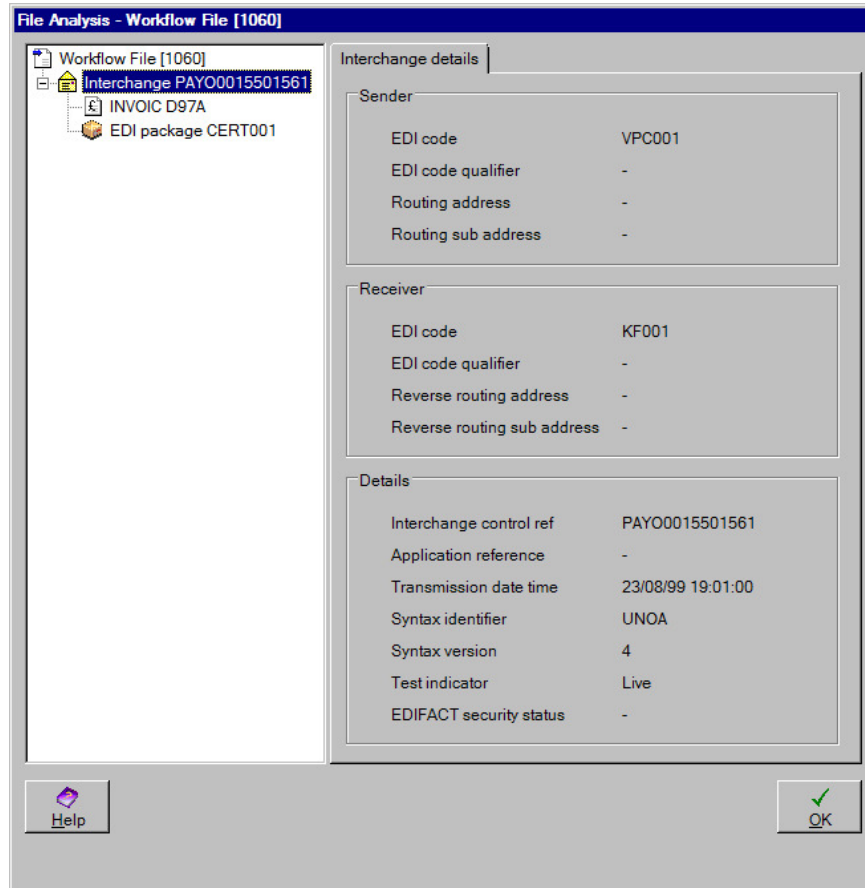 File Analysis - Workflow File [1060]
Workflow File [1060]
Interchange PAYO0015501561
£ INVOIC D97A
EDI package CERT001
Interchange details
Sender
EDI code VPC001
EDI code qualifier -
Routing address -
Routing sub address -
Receiver
EDI code KF001
EDI code qualifier -
Reverse routing address -
Reverse routing sub address -
Details
Interchange control ref PAYO0015501561
Application reference -
Transmission date time 23/08/99 19:01:00
Syntax identifier UNOA
Syntax version 4
Test indicator Live
EDIFACT security status -
Help
OK